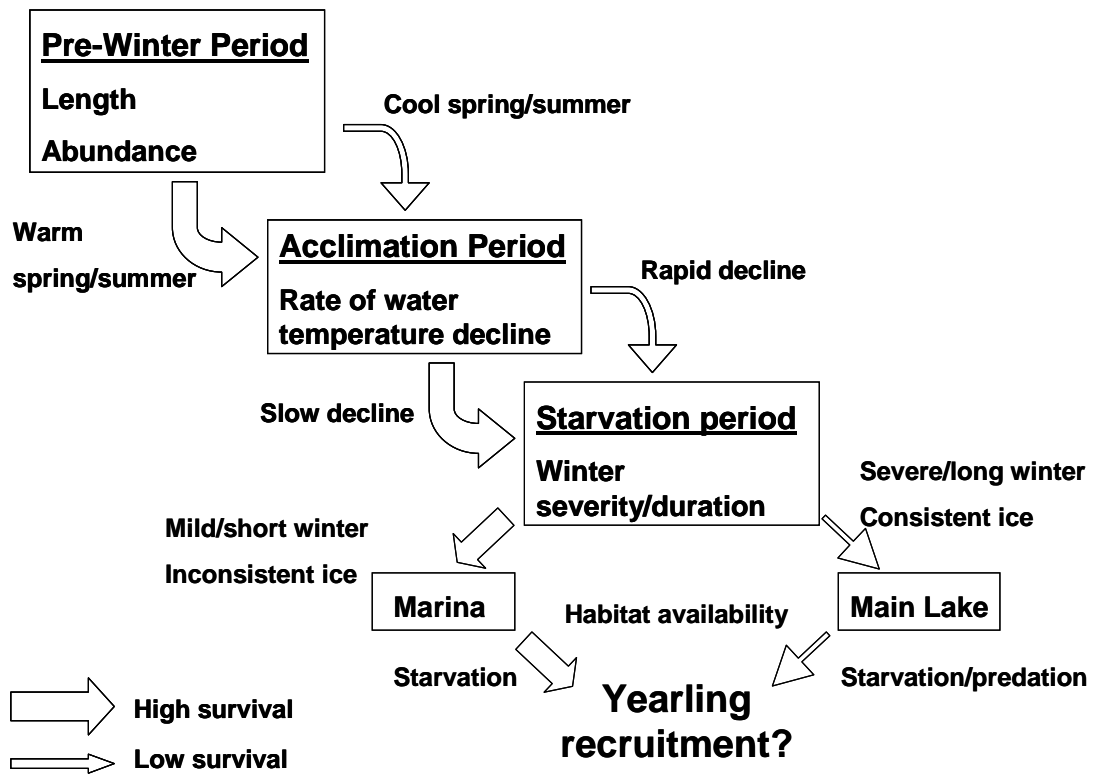 Pre-Winter Period
Length
Abundance
Cool spring/summer
Warm
spring/summer
Acclimation Period
Rate of water
temperature decline
Rapid decline
Slow decline
Starvation period
Winter
severity/duration
Severe/long winter
Consistent ice
Mild/short winter
Inconsistent ice
Marina
Habitat availability
Main Lake
Starvation
Starvation/predation
Yearling
recruitment?
High survival
Low survival